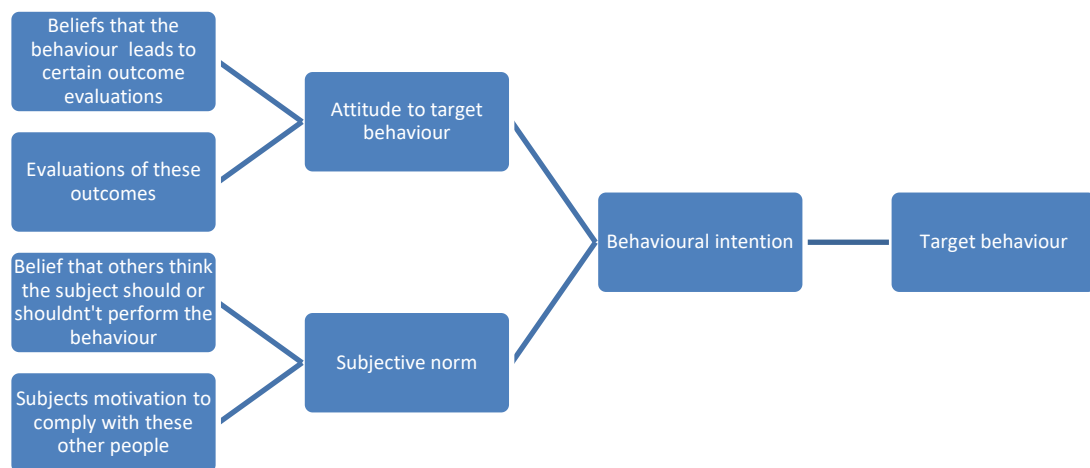 Beliefs that the
behaviour leads to
certain outcome
evaluations
Evaluations of these
outcomes
Belief that others think
the subject should or
shouldnt't perform the
behaviour
Subjects motivation to
comply with these
other people
Attitude to target
behaviour
Subjective norm
Behavioural intention
Target behaviour